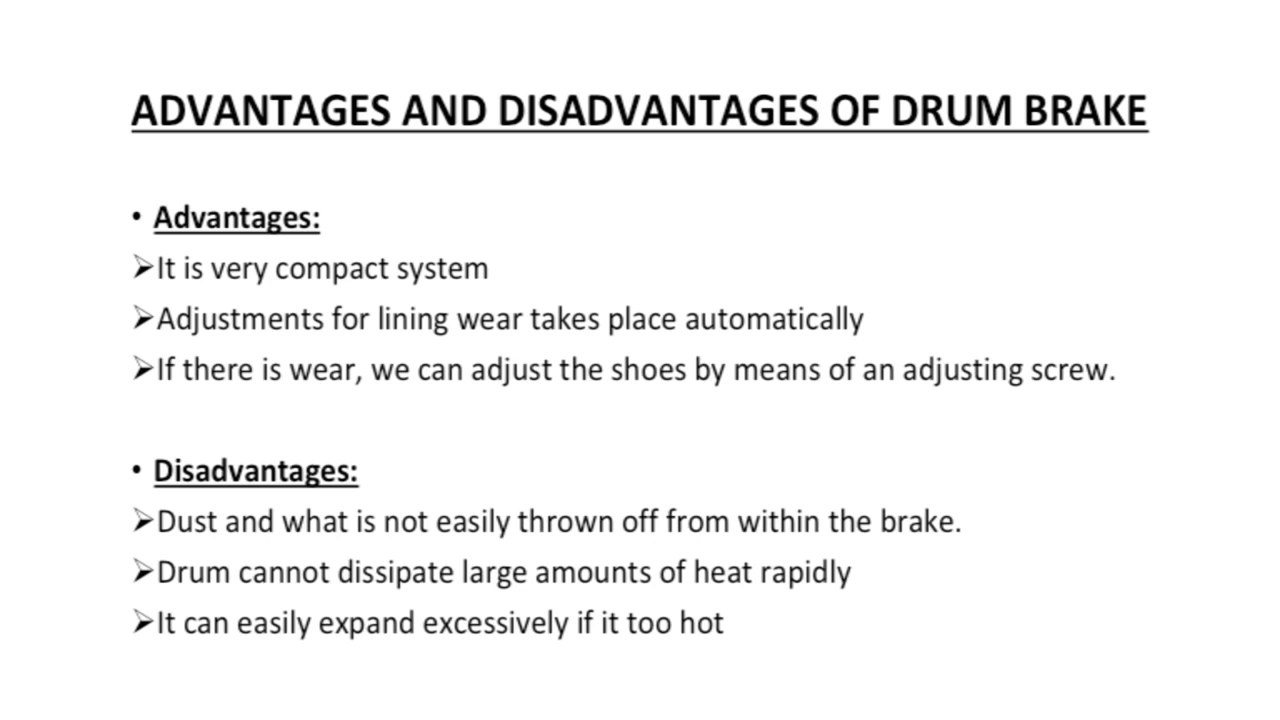 ADVANTAGES AND DISADVANTAGES OF DRUM BRAKE
• Advantages:
➢It is very compact system
➢Adjustments for lining wear takes place automatically
➢If there is wear, we can adjust the shoes by means of an adjusting screw.
• Disadvantages:
➢Dust and what is not easily thrown off from within the brake.
➢Drum cannot dissipate large amounts of heat rapidly
➢It can easily expand excessively if it too hot